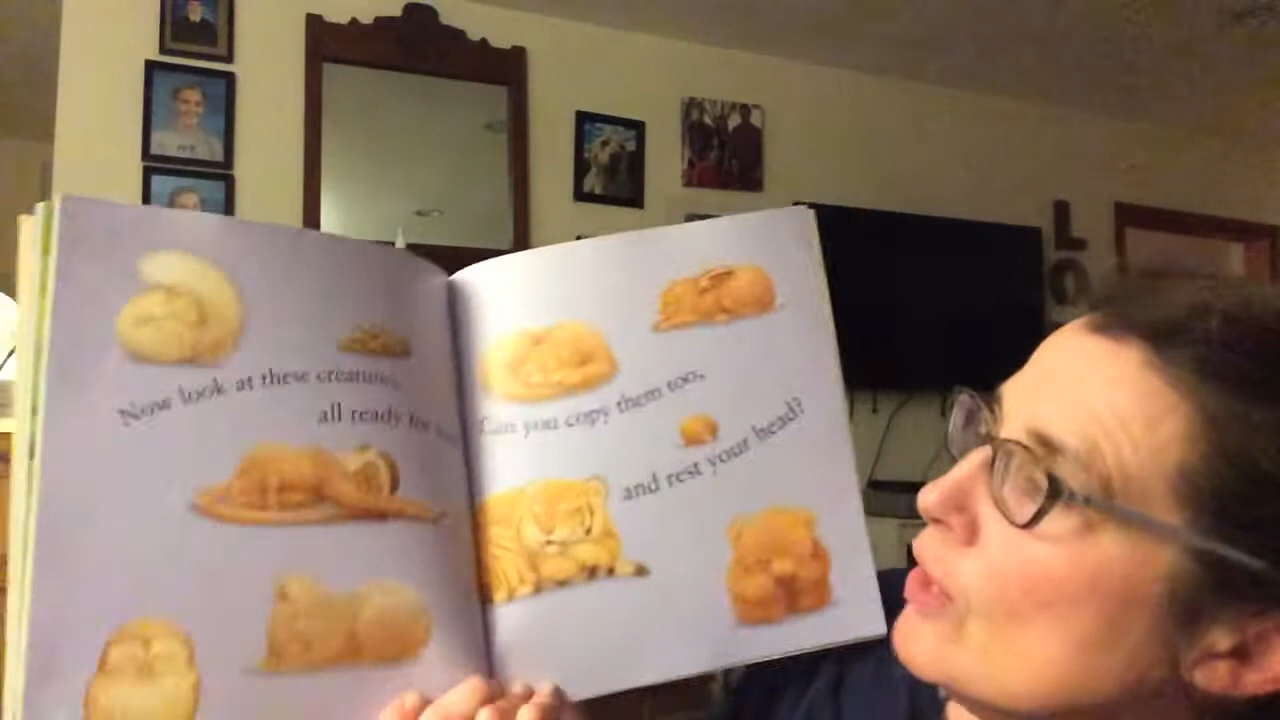 Now look at these creatures,
all ready for
Can you copy them too,
and rest your head?
L
O